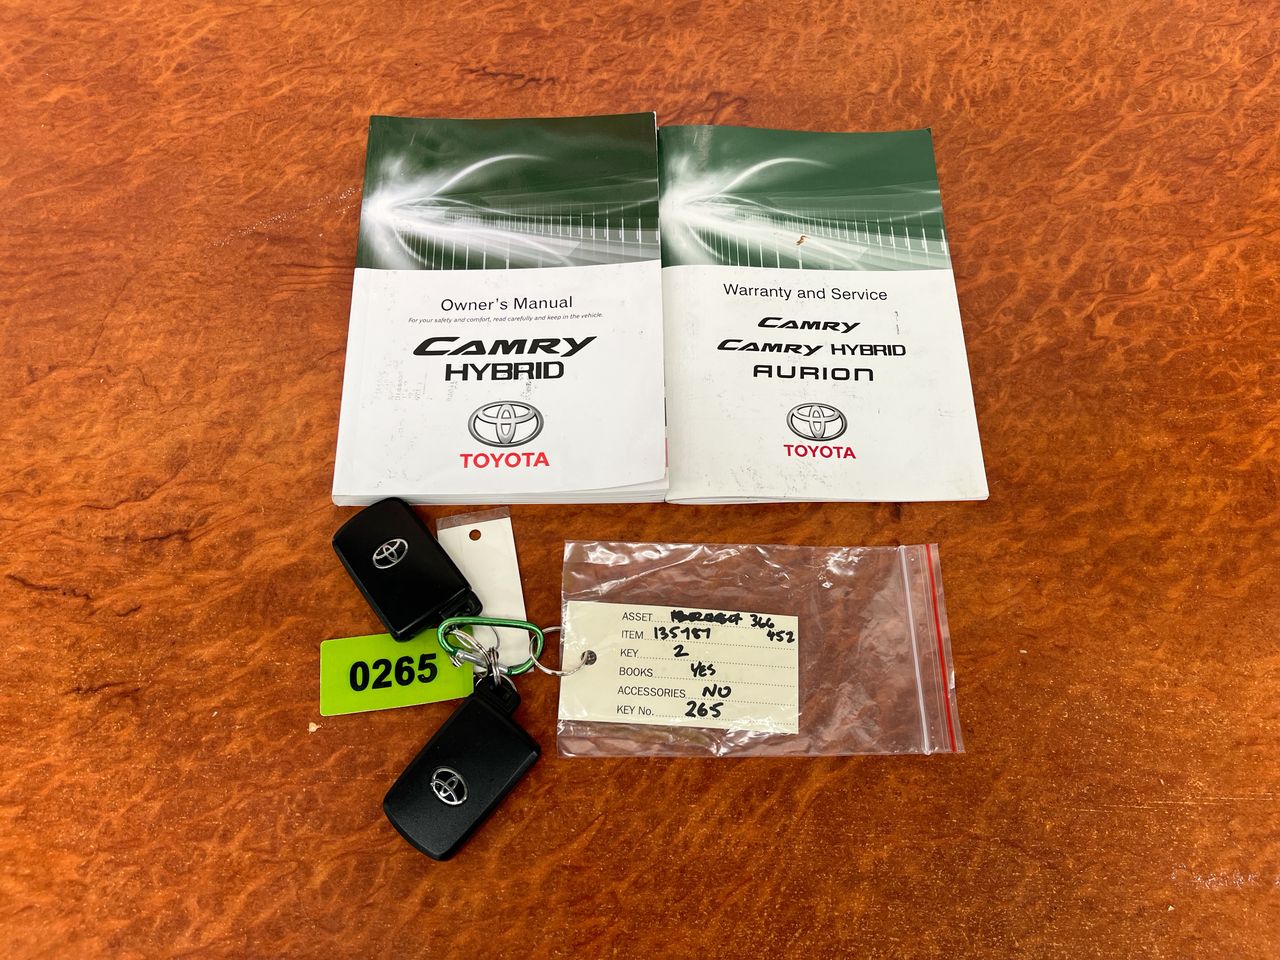 Owner's Manual
For your safety and comfort, read carefully and keep in the vehicle.
CAMRY
HYBRID
TOYOTA
Warranty and Service
CAMRY
CAMRY HYBRID
AURION
TOYOTA
0265
ASSET 366
ITEM 135787 452
KEY 2
BOOKS YES
ACCESSORIES NO
KEY No. 265